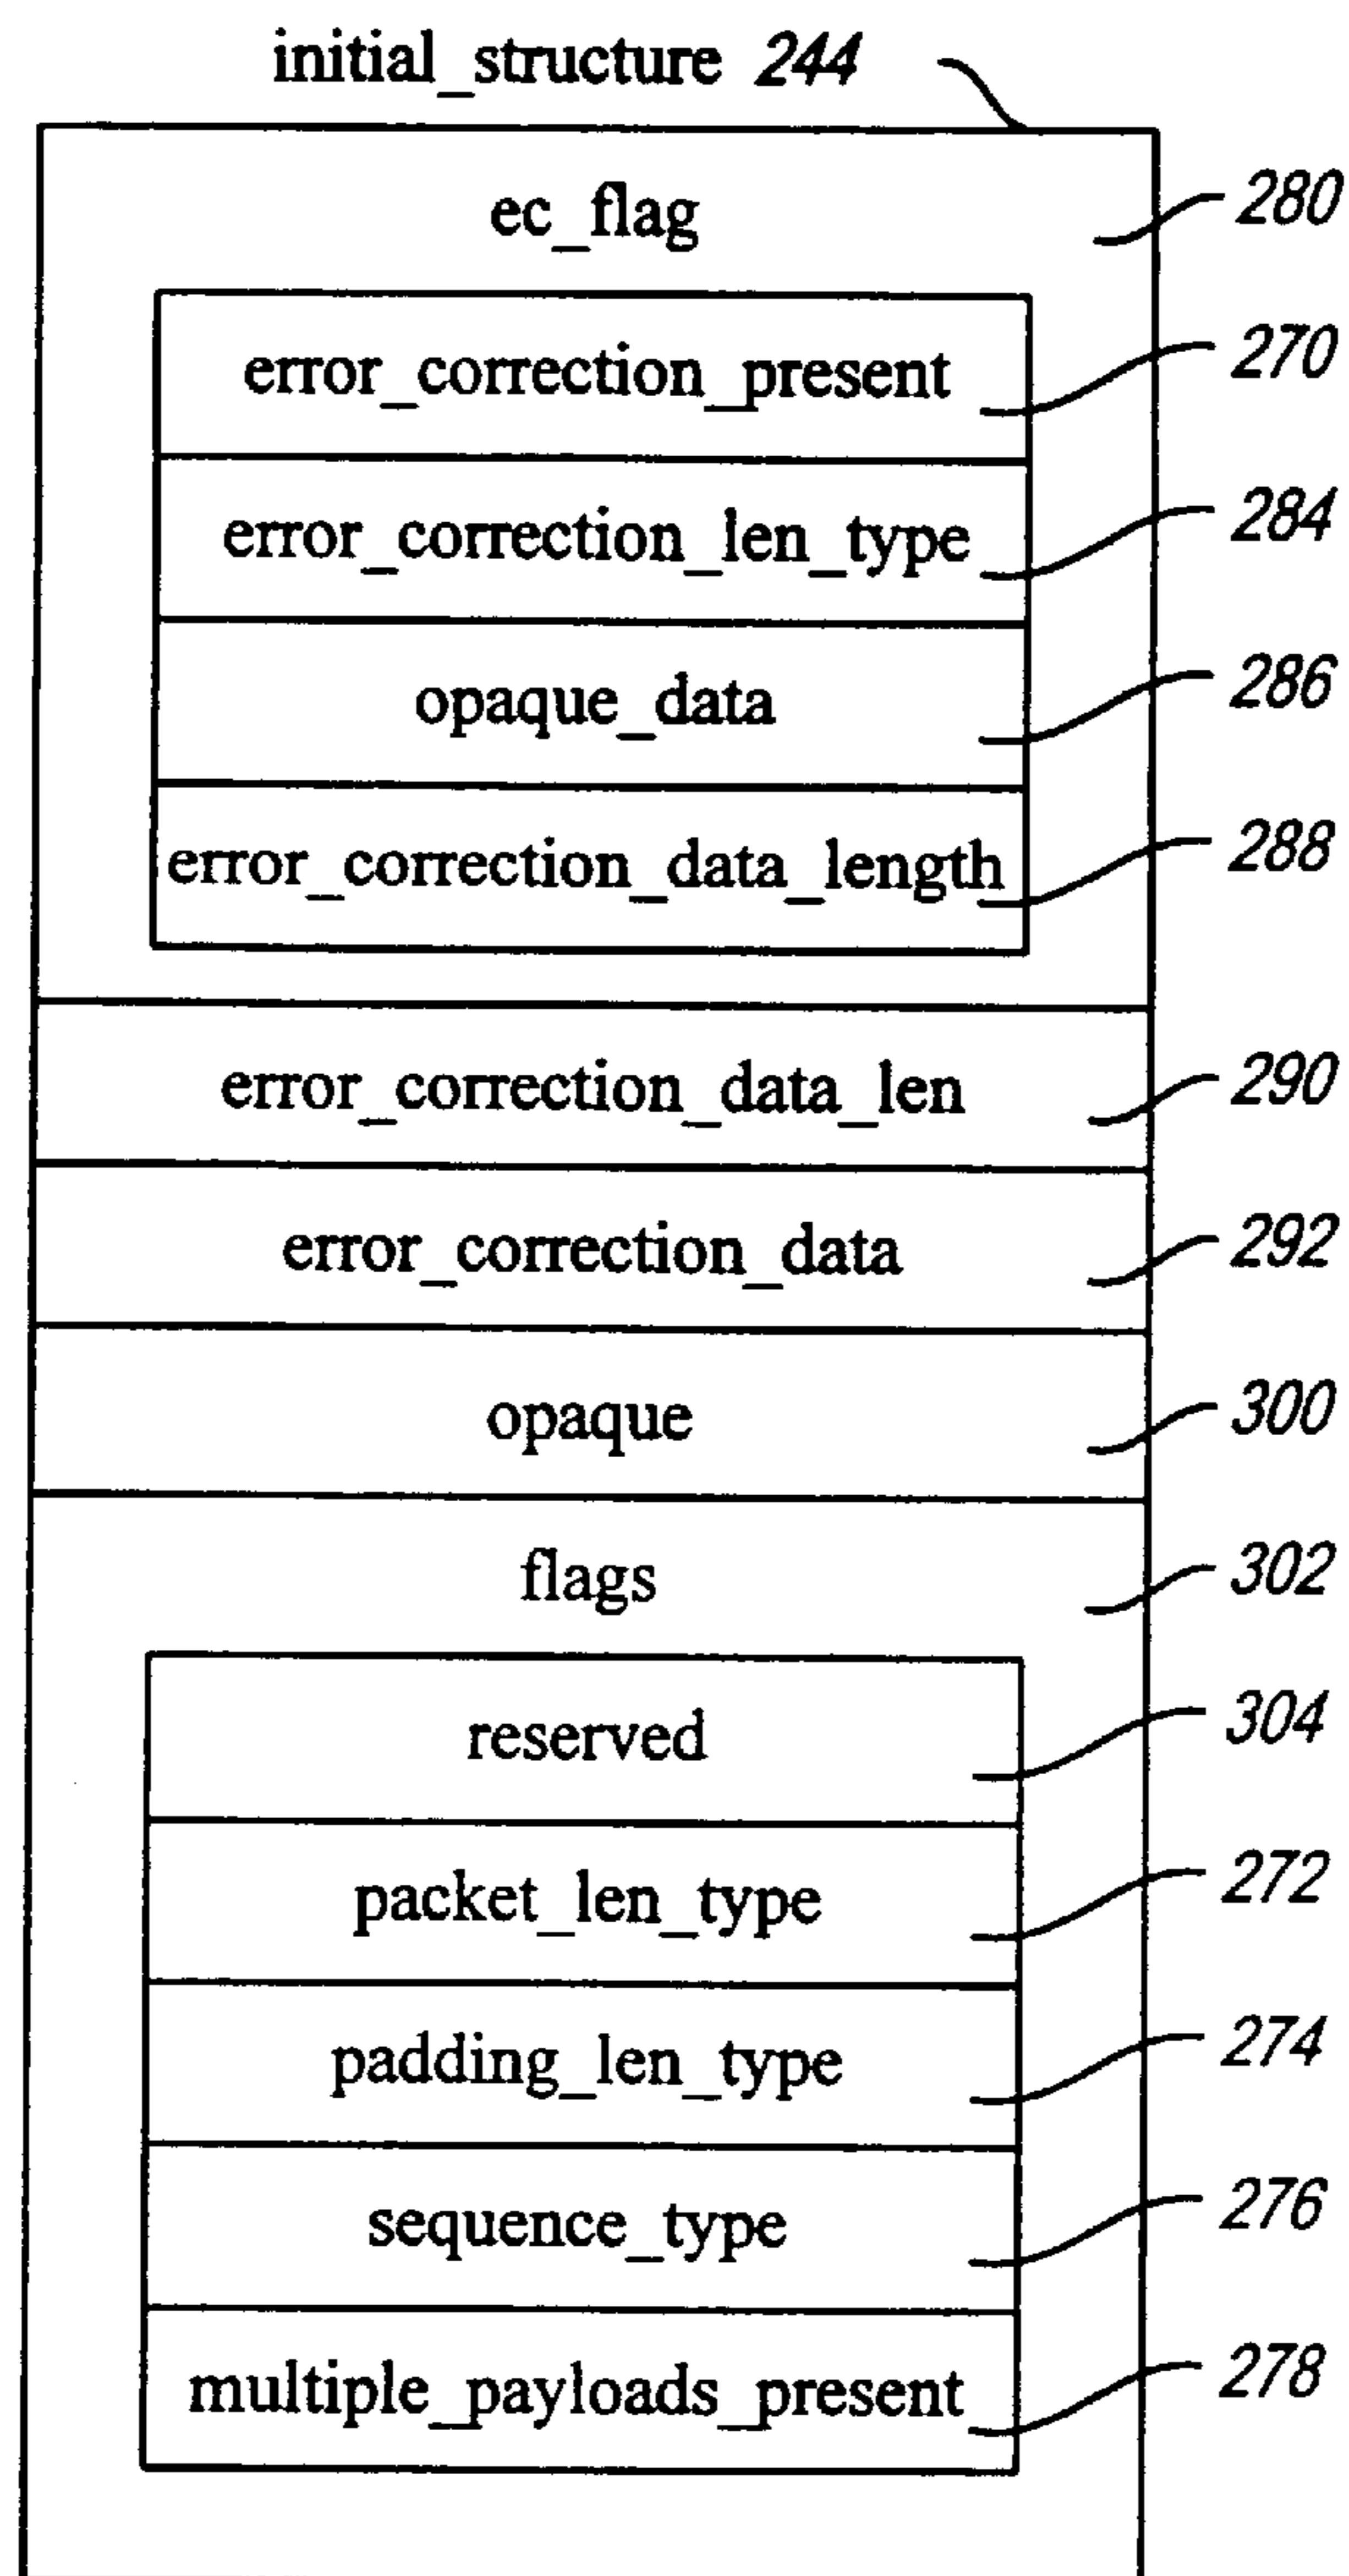 initial_structure 244
ec_flag 280
error_correction_present 270
error_correction_len_type 284
opaque_data 286
error_correction_data_length 288
error_correction_data_len 290
error_correction_data 292
opaque 300
flags 302
reserved 304
packet_len_type 272
padding_len_type 274
sequence_type 276
multiple_payloads_present 278